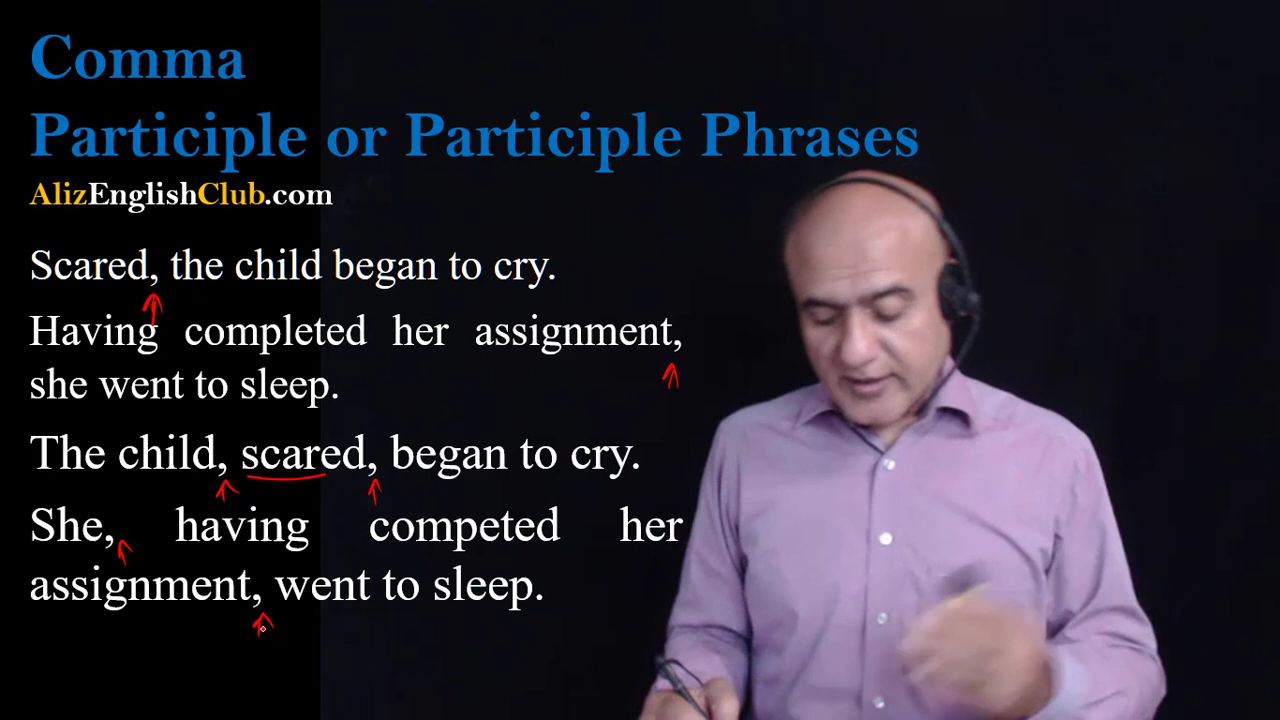 Comma
Participle or Participle Phrases
AlizEnglishClub.com
Scared, the child began to cry.
Having completed her assignment,
she went to sleep.
The child, scared, began to cry.
She, having competed her
assignment, went to sleep.